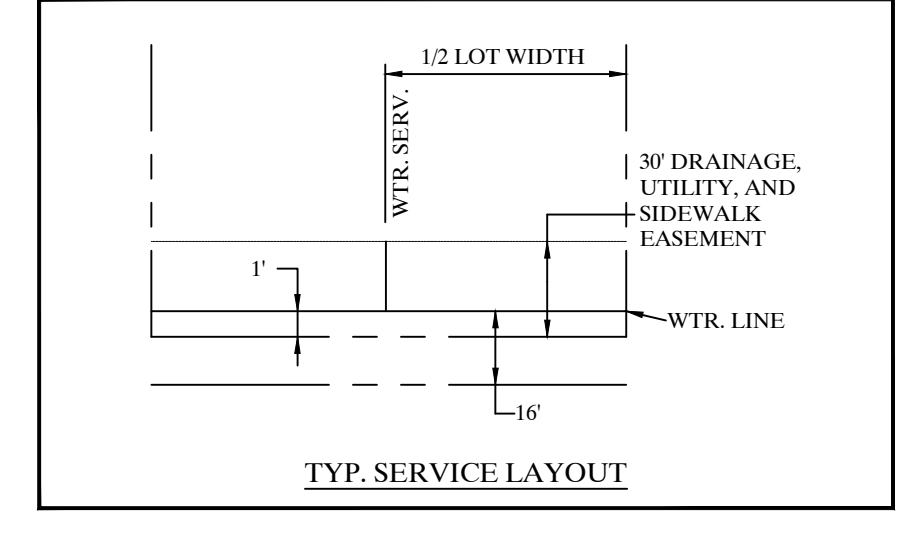 1/2 LOT WIDTH
WTR. SERV.
30' DRAINAGE,
UTILITY, AND
SIDEWALK
EASEMENT
1'
WTR. LINE
16'
TYP. SERVICE LAYOUT